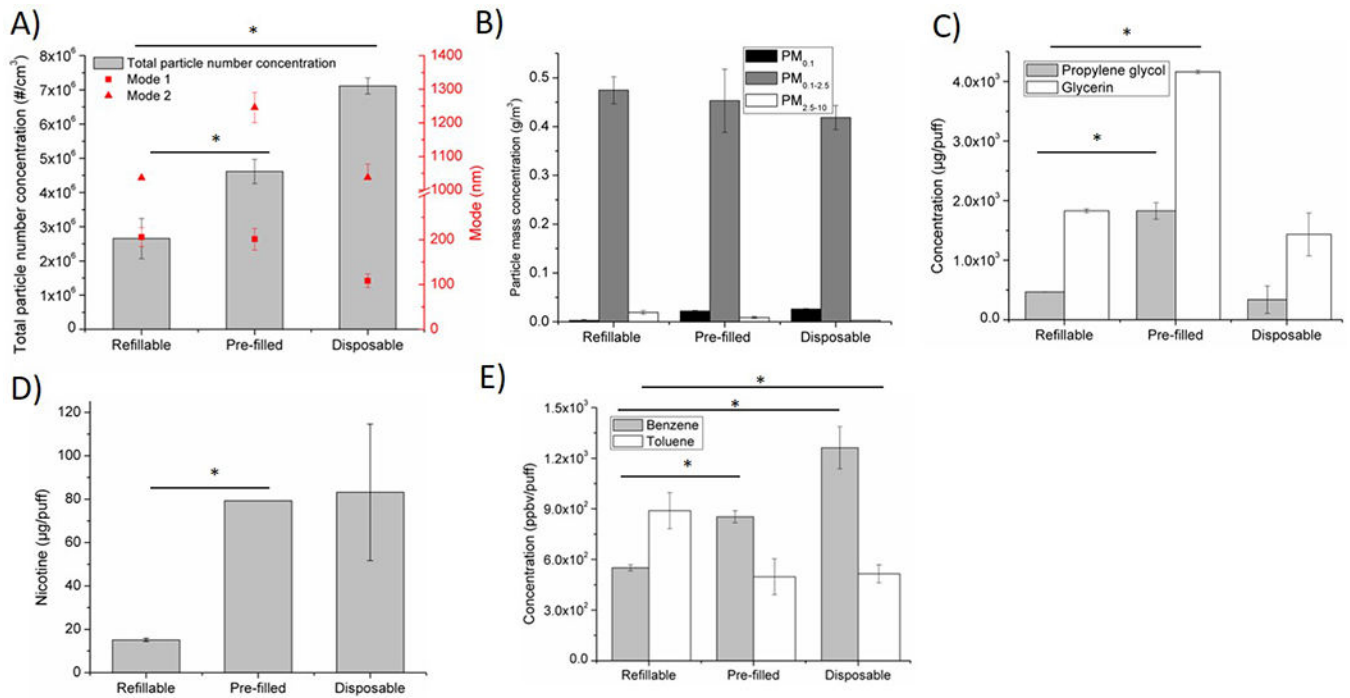 A)
*
Total particle number concentration
Mode 1
Mode 2
*
Total particle number concentration (#/cm³)
9x10⁶
8x10⁶
7x10⁶
6x10⁶
5x10⁶
4x10⁶
3x10⁶
2x10⁶
1x10⁶
0
1400
1300
1200
1100
1000
200
100
0
Mode (nm)
Refillable Pre-filled Disposable
B)
PM0.1
PM0.1-2.5
PM2.5-10
Particle mass concentration (g/m³)
0.5
0.4
0.3
0.2
0.1
0.0
Refillable Pre-filled Disposable
C)
*
Propylene glycol
Glycerin
*
Concentration (µg/puff)
4.0x10³
2.0x10³
0.0
Refillable Pre-filled Disposable
D)
*
Nicotine (µg/puff)
120
100
80
60
40
20
0
Refillable Pre-filled Disposable
E)
*
*
Benzene
Toluene
*
Concentration (ppbv/puff)
1.5x10³
1.2x10³
9.0x10²
6.0x10²
3.0x10²
0.0
Refillable Pre-filled Disposable